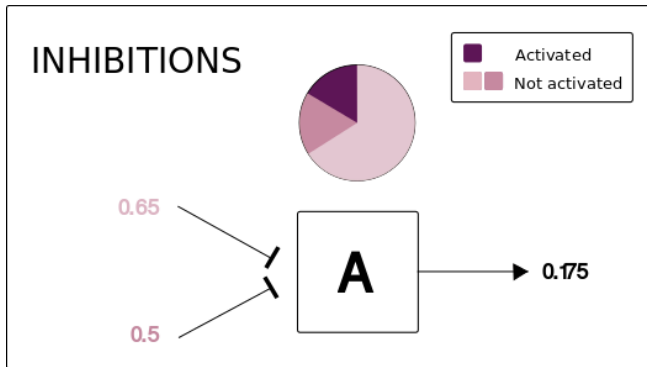 INHIBITIONS
Activated
Not activated
0.65
A
0.175
0.5